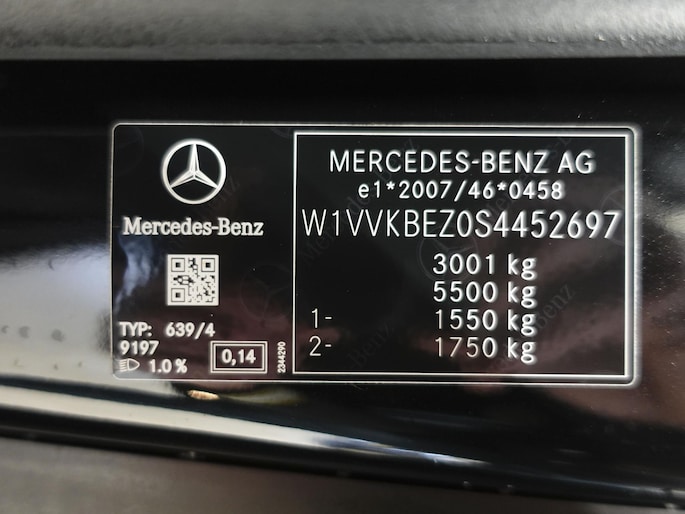 Mercedes-Benz
TYP: 639/4
9197
1.0 %
0,14
2344290
MERCEDES-BENZ AG
e1*2007/46*0458
W1VVKBEZ0S4452697
3001 kg
5500 kg
1- 1550 kg
2- 1750 kg